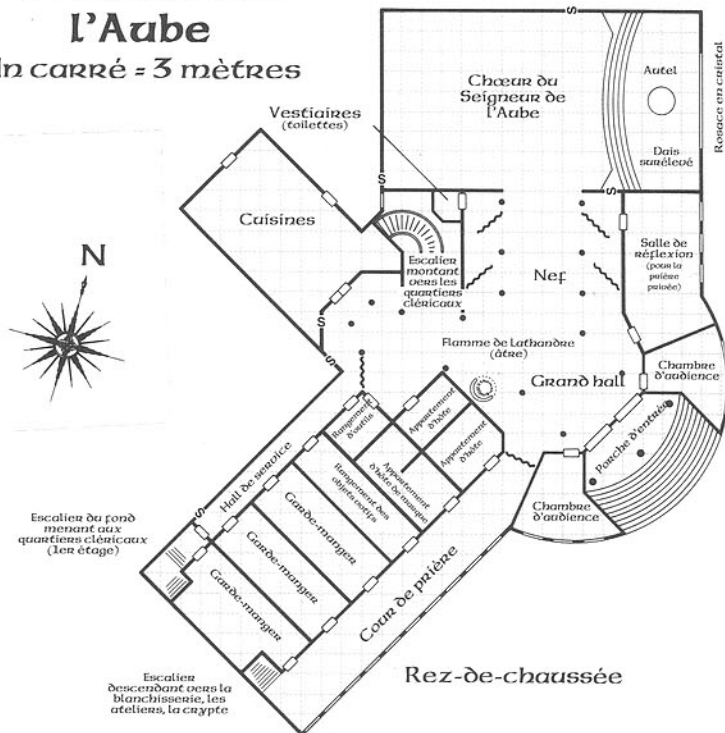 l'Aube
Un carré = 3 mètres
N
Vestiaires
(toilettes)
Chœur du
Seigneur de
l'Aube
Autel
Dais
surélevé
Rosace en cristal
S
S
S
S
S
S
Cuisines
Escalier
montant
vers les
quartiers
cléricaux
Nef
Salle de
réflexion
(pour la
prière
privée)
Flamme de Lathandre
(âtre)
Grand hall
Chambre
d'audience
Porche d'entrée
Chambre
d'audience
Rangement
d'outils
Appartement
d'hôte
Appartement
d'hôte
Appartement
d'hôte de marque
Rangement des
objets votifs
Hall de service
Garde-manger
Garde-manger
Garde-manger
Cour de prière
Escalier du fond
menant aux
quartiers cléricaux
(1er étage)
Escalier
descendant vers la
blanchisserie, les
ateliers, la crypte
Rez-de-chaussée